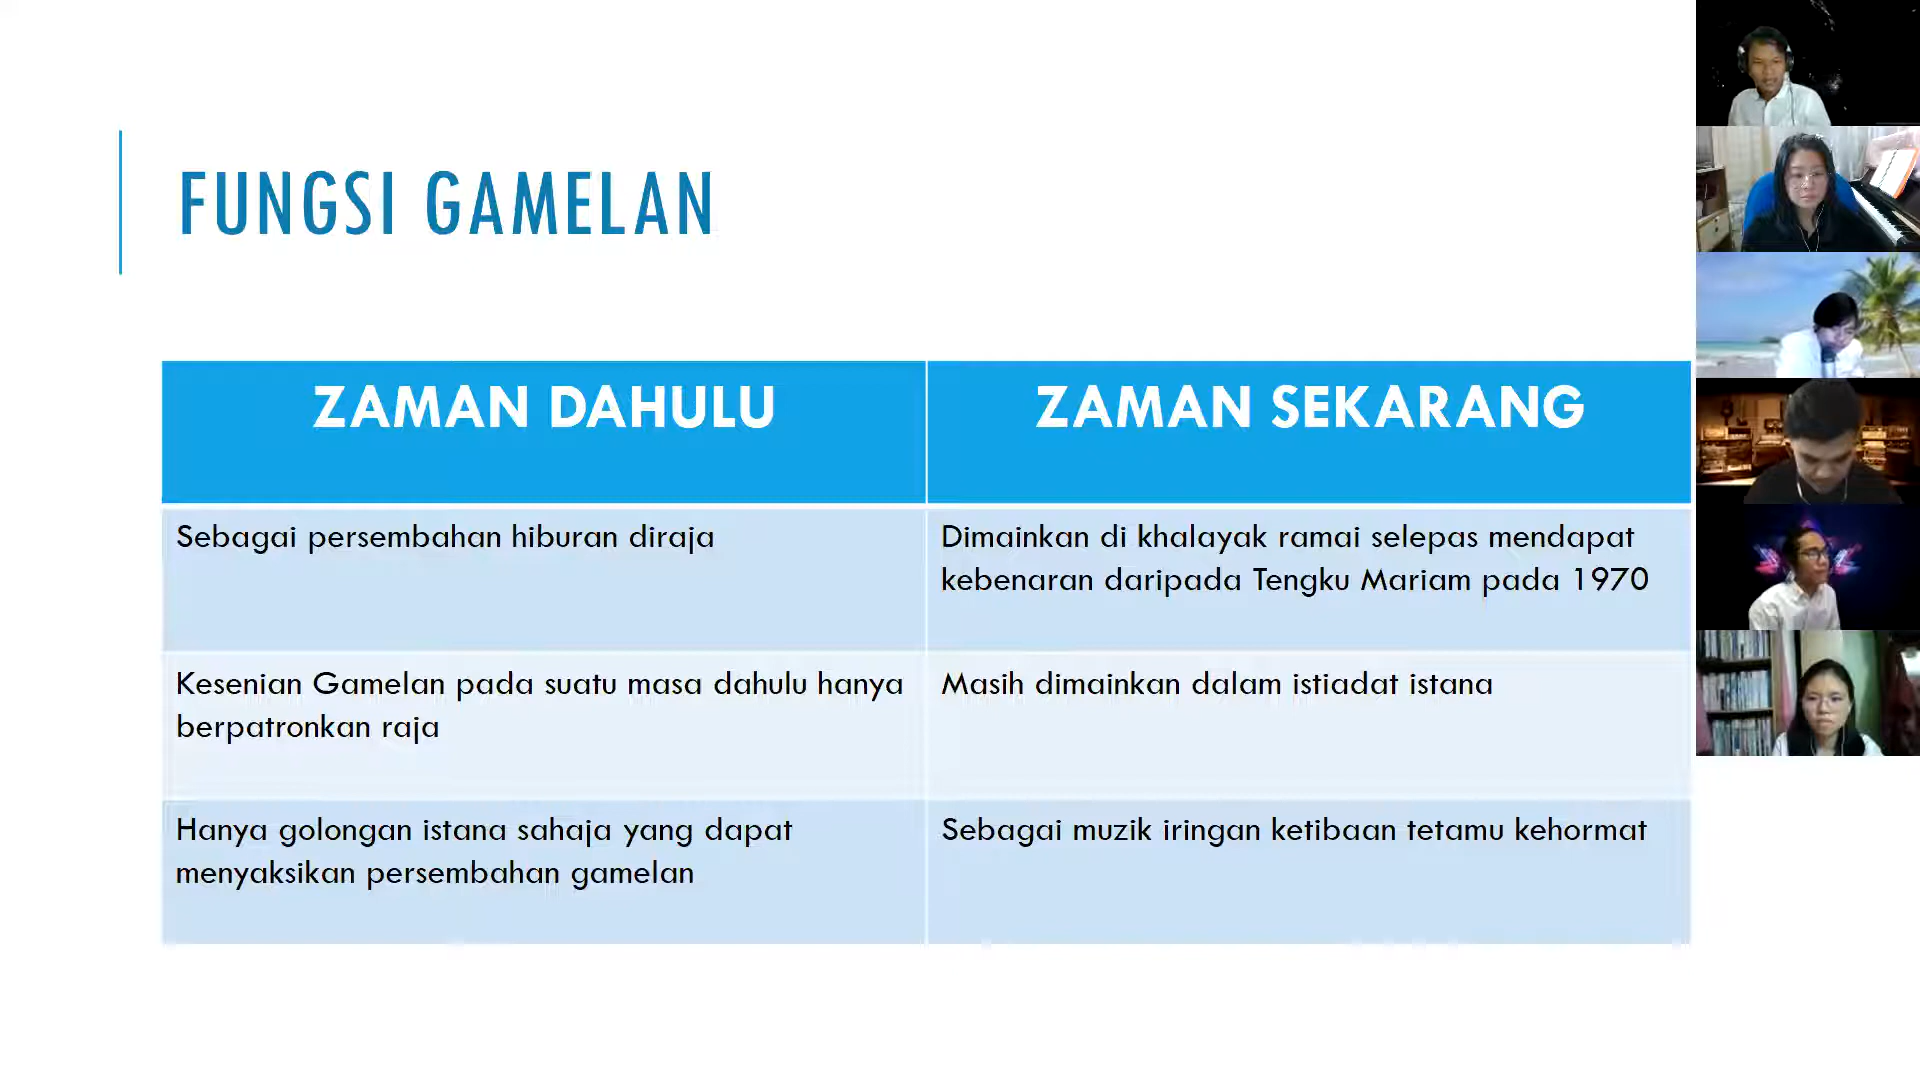 FUNGSI GAMELAN
ZAMAN DAHULU
ZAMAN SEKARANG
Sebagai persembahan hiburan diraja
Dimainkan di khalayak ramai selepas mendapat
kebenaran daripada Tengku Mariam pada 1970
Kesenian Gamelan pada suatu masa dahulu hanya
berpatronkan raja
Masih dimainkan dalam istiadat istana
Hanya golongan istana sahaja yang dapat
menyaksikan persembahan gamelan
Sebagai muzik iringan ketibaan tetamu kehormat